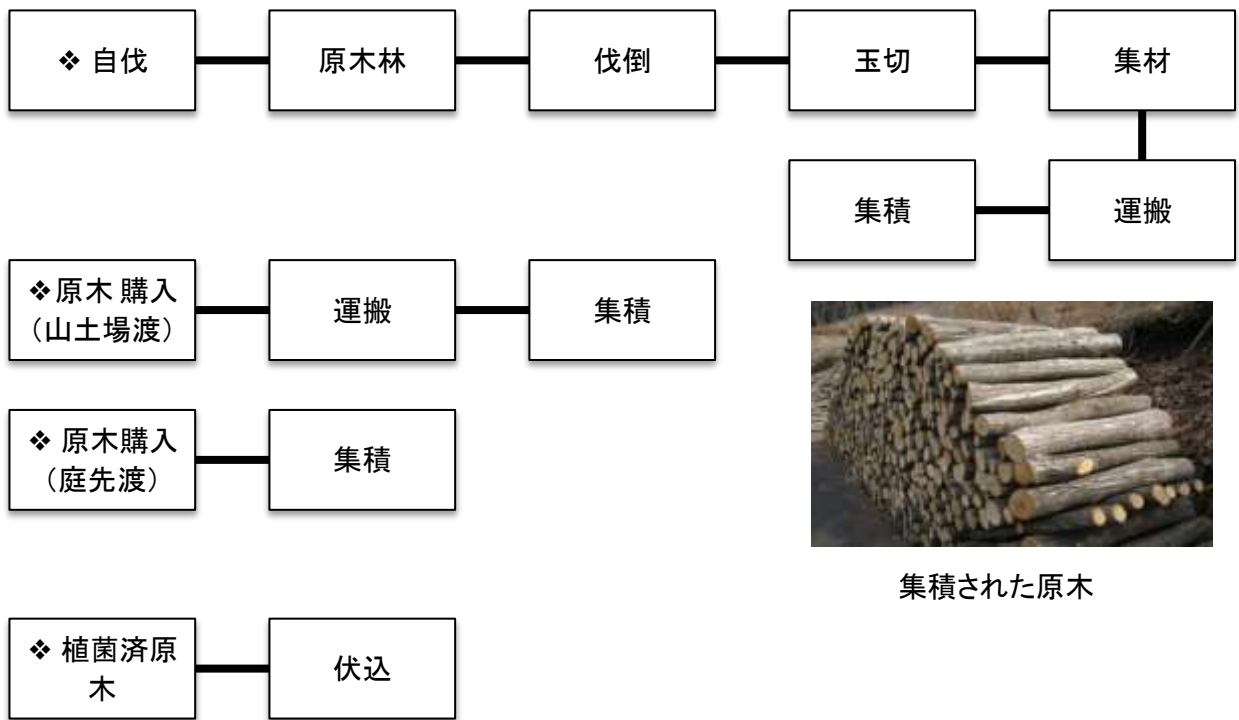 ❖ 自伐
原木林
伐倒
玉切
集材
集積
運搬
❖原木 購入
（山土場渡）
運搬
集積
❖ 原木購入
（庭先渡）
集積
集積された原木
❖ 植菌済原
木
伏込